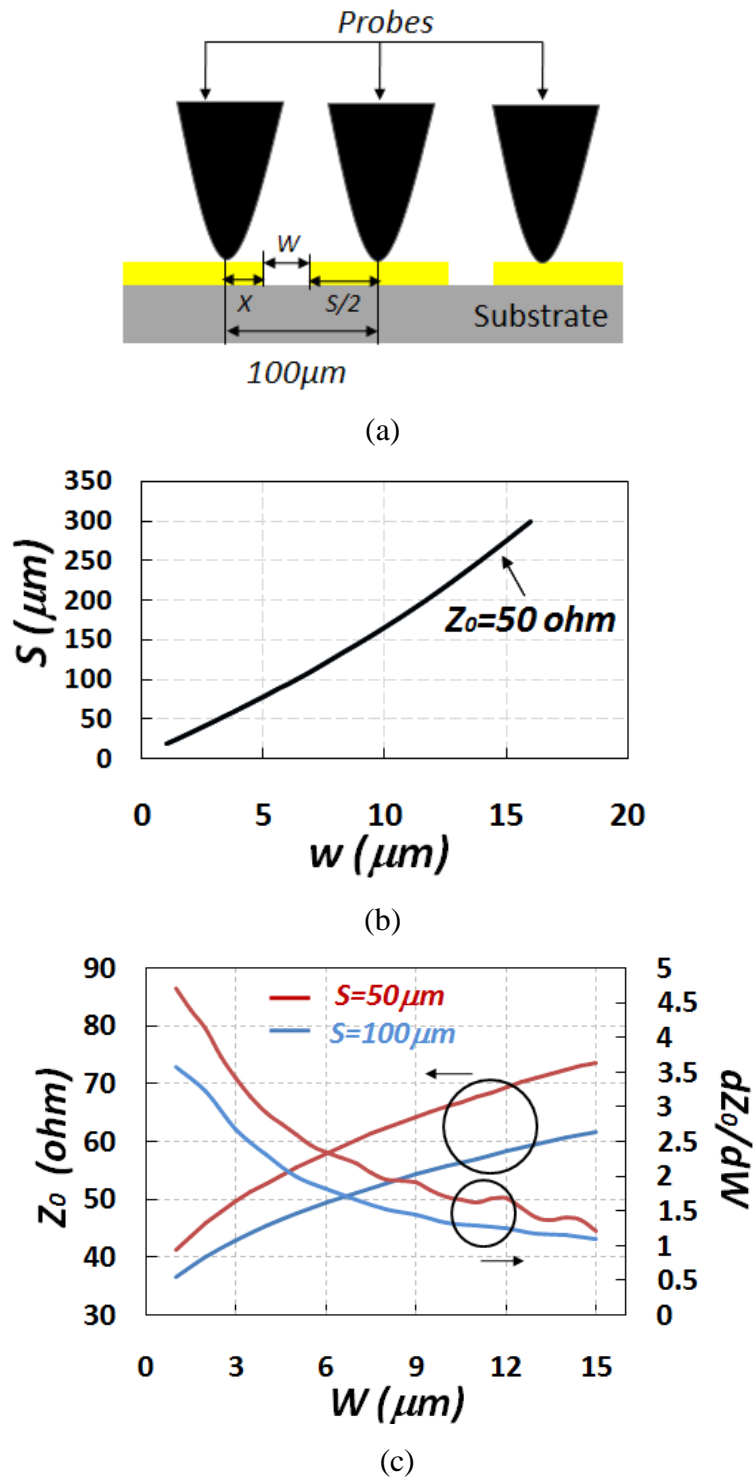 Probes
W
X
S/2
Substrate
100μm
(a)
350
300
250
200
150
100
50
0
S (μm)
Z0=50 ohm
0 5 10 15 20
w (μm)
(b)
90
80
70
60
50
40
30
Z0 (ohm)
S=50μm
S=100μm
5
4.5
4
3.5
3
2.5
2
1.5
1
0.5
0
dZ0/dW
0 3 6 9 12 15
W (μm)
(c)